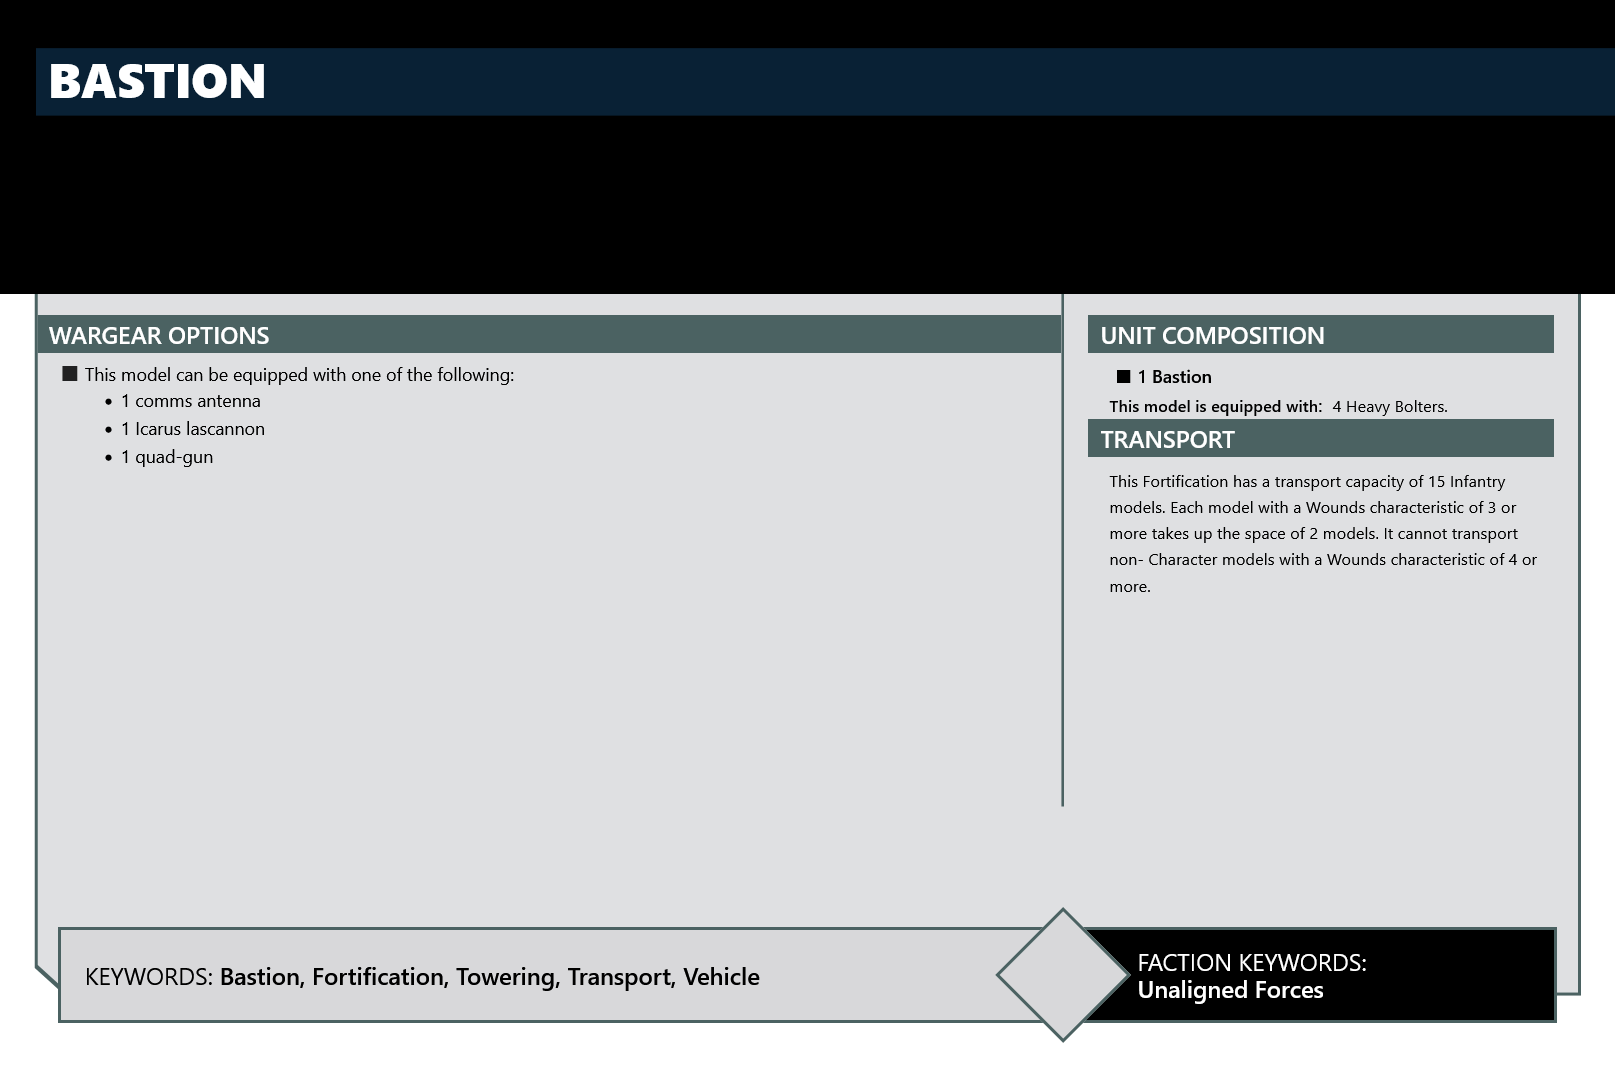 BASTION
WARGEAR OPTIONS
■ This model can be equipped with one of the following:
• 1 comms antenna
• 1 Icarus lascannon
• 1 quad-gun
UNIT COMPOSITION
■ 1 Bastion
This model is equipped with: 4 Heavy Bolters.
TRANSPORT
This Fortification has a transport capacity of 15 Infantry
models. Each model with a Wounds characteristic of 3 or
more takes up the space of 2 models. It cannot transport
non- Character models with a Wounds characteristic of 4 or
more.
KEYWORDS: Bastion, Fortification, Towering, Transport, Vehicle
FACTION KEYWORDS:
Unaligned Forces